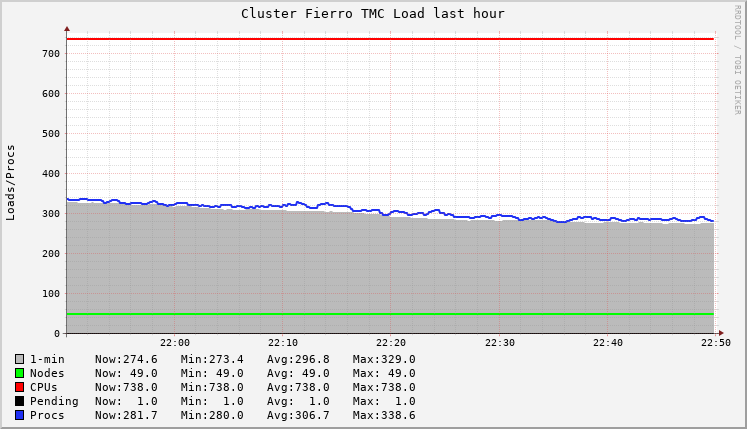 Cluster Fierro TMC Load last hour
RRDTOOL / TOBI OETIKER
Loads/Procs
700
600
500
400
300
200
100
0
22:00 22:10 22:20 22:30 22:40 22:50
1-min Now:274.6 Min:273.4 Avg:296.8 Max:329.0
Nodes Now: 49.0 Min: 49.0 Avg: 49.0 Max: 49.0
CPUs Now:738.0 Min:738.0 Avg:738.0 Max:738.0
Pending Now: 1.0 Min: 1.0 Avg: 1.0 Max: 1.0
Procs Now:281.7 Min:280.0 Avg:306.7 Max:338.6